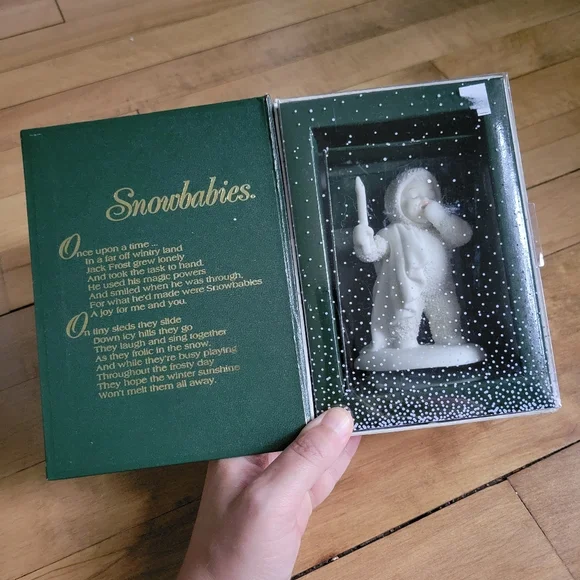 Snowbabies®
Once upon a time ...
In a far off wintry land
Jack Frost grew lonely
And took the task to hand.
He used his magic powers
And smiled when he was through,
For what he'd made were Snowbabies
A joy for me and you.
On tiny sleds they slide
Down icy hills they go
They laugh and sing together
As they frolic in the snow.
And while they're busy playing
Throughout the frosty day
They hope the winter sunshine
Won't melt them all away.